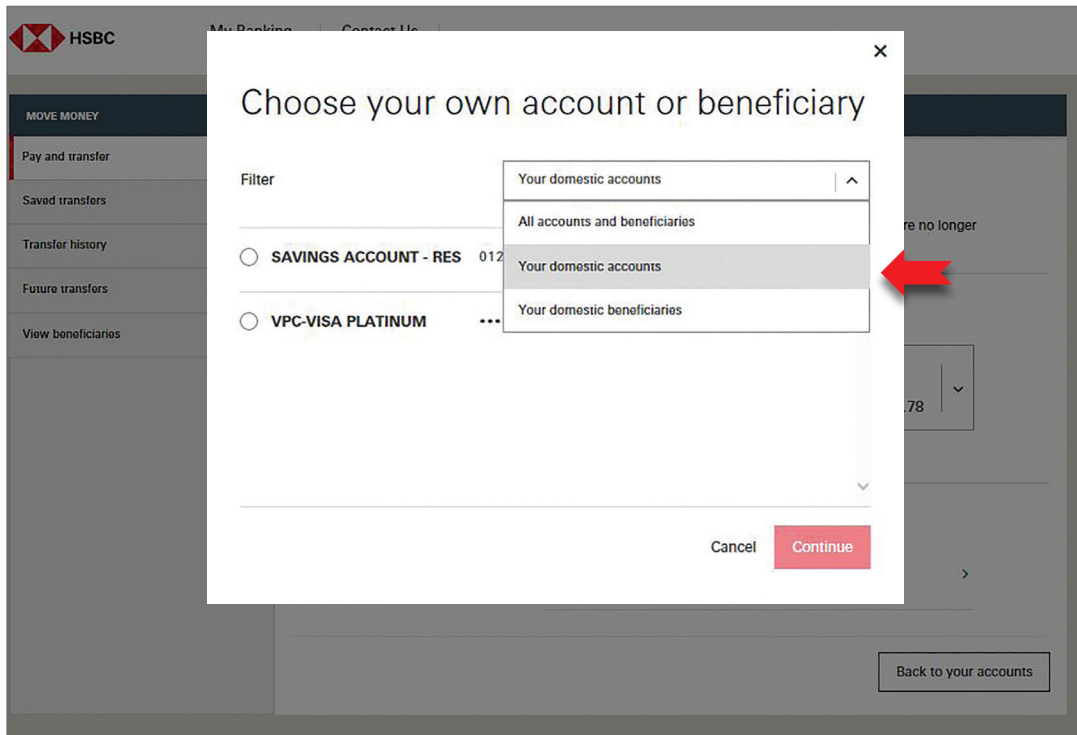 HSBC
My Banking
Contact Us
MOVE MONEY
Pay and transfer
Saved transfers
Transfer history
Future transfers
View beneficiaries
Choose your own account or beneficiary
Filter
Your domestic accounts
All accounts and beneficiaries
Your domestic accounts
Your domestic beneficiaries
SAVINGS ACCOUNT - RES 012
VPC-VISA PLATINUM •••
Cancel
Continue
re no longer
.78
Back to your accounts